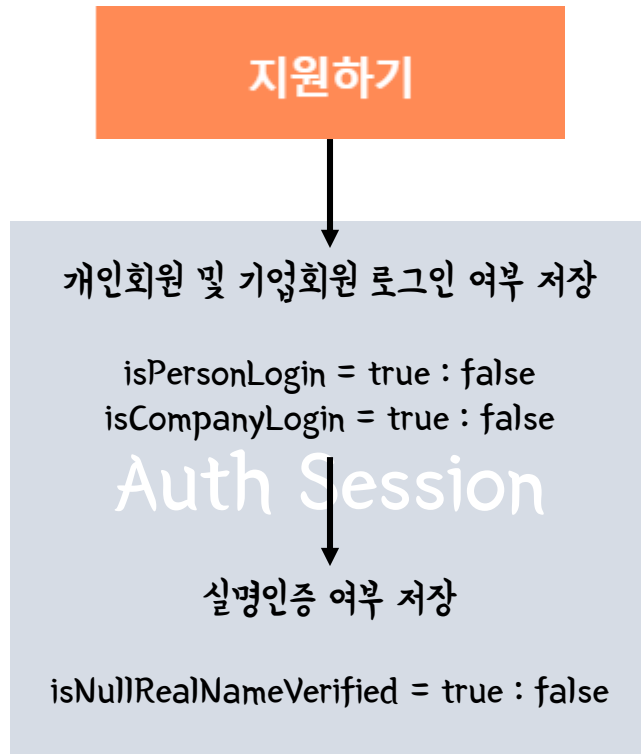 지원하기
개인회원 및 기업회원 로그인 여부 저장
isPersonLogin = true : false
isCompanyLogin = true : false
Auth Session
실명인증 여부 저장
isNullRealNameVerified = true : false